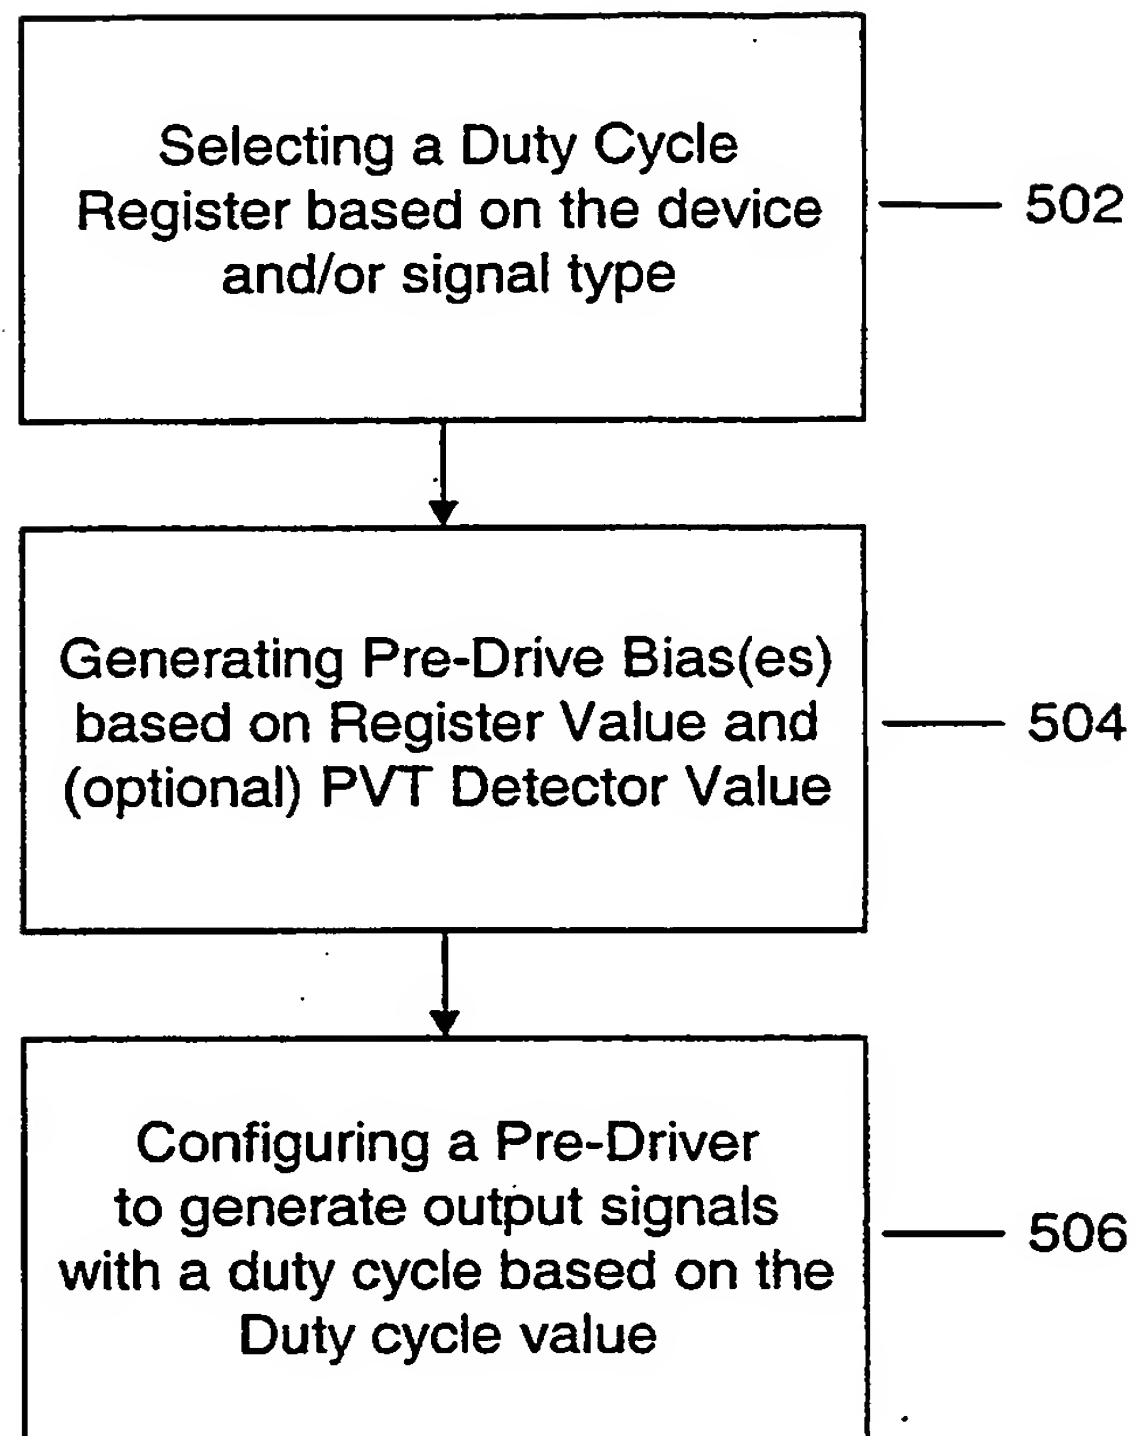 Selecting a Duty Cycle
Register based on the device
and/or signal type
502
Generating Pre-Drive Bias(es)
based on Register Value and
(optional) PVT Detector Value
504
Configuring a Pre-Driver
to generate output signals
with a duty cycle based on the
Duty cycle value
506